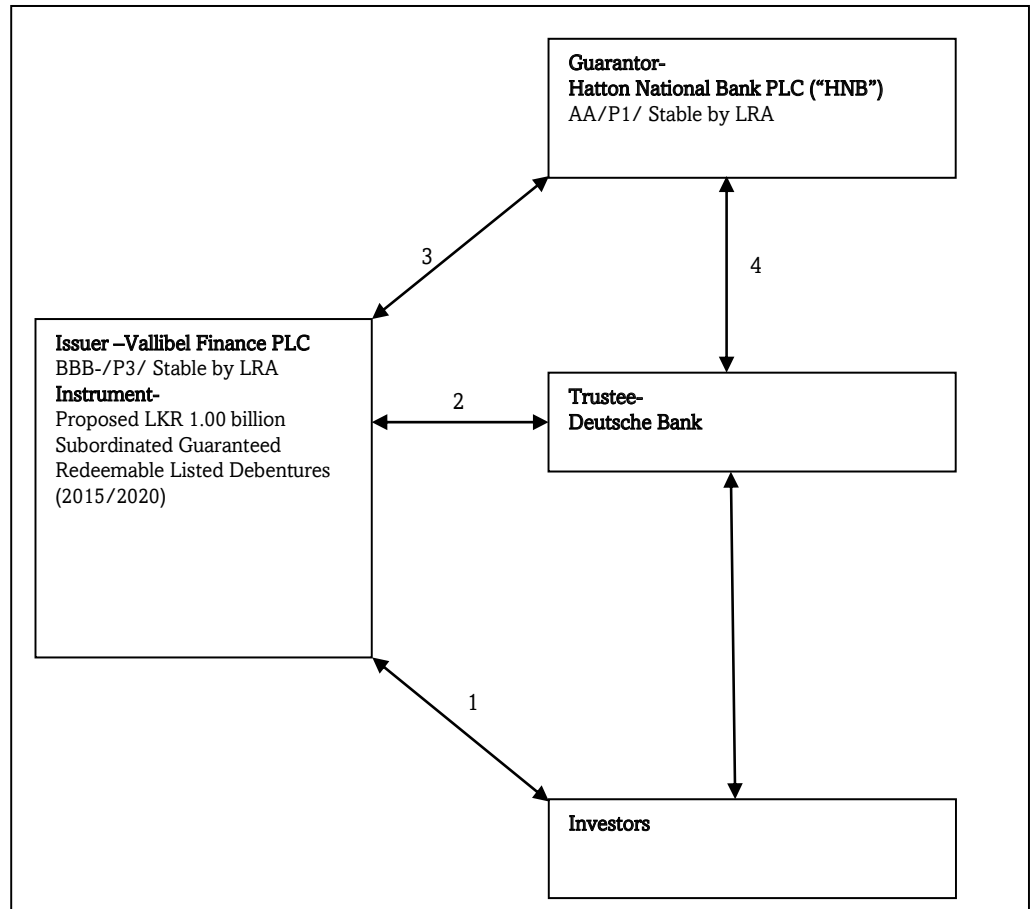 Guarantor-
Hatton National Bank PLC (“HNB”)
AA/P1/ Stable by LRA
3
4
Issuer –Vallibel Finance PLC
BBB-/P3/ Stable by LRA
Instrument-
Proposed LKR 1.00 billion
Subordinated Guaranteed
Redeemable Listed Debentures
(2015/2020)
2
Trustee-
Deutsche Bank
1
Investors